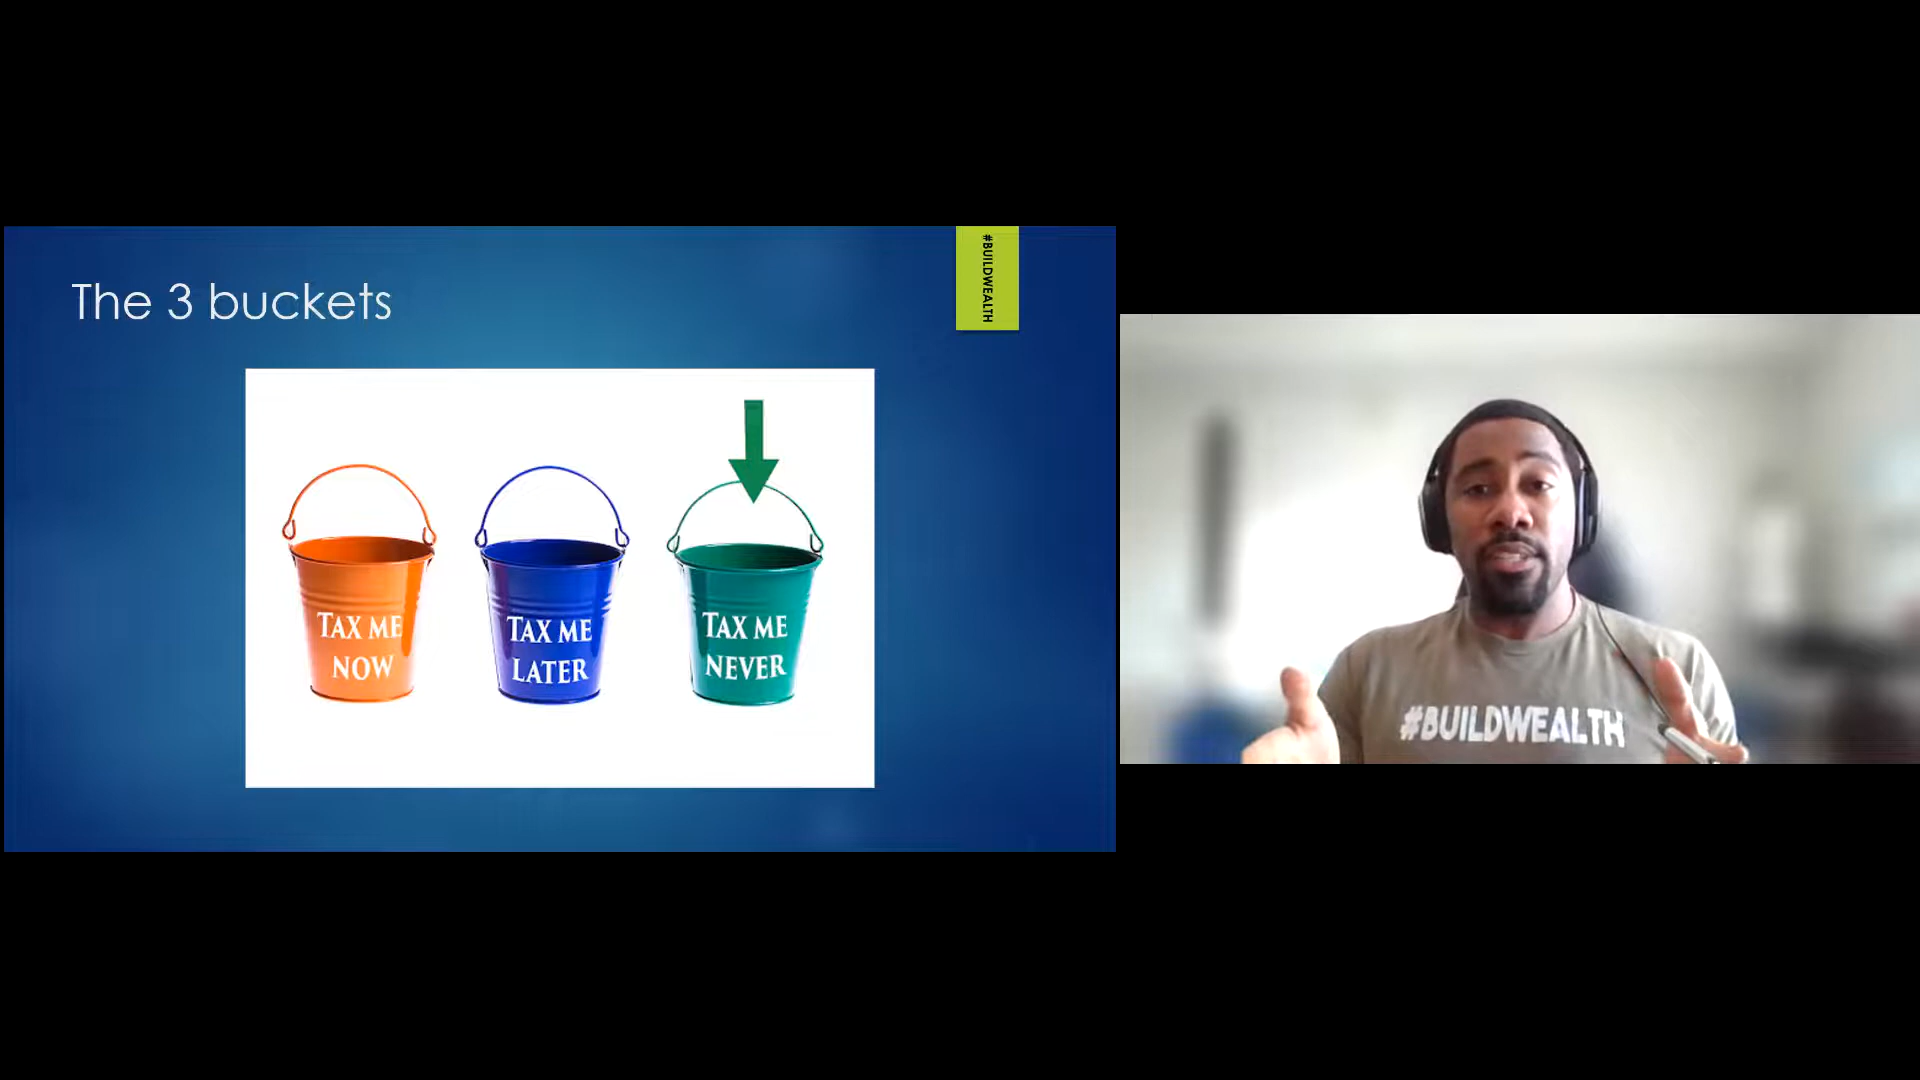 The 3 buckets
#BUILDWEALTH
TAX ME
NOW
TAX ME
LATER
TAX ME
NEVER
#BUILDWEALTH